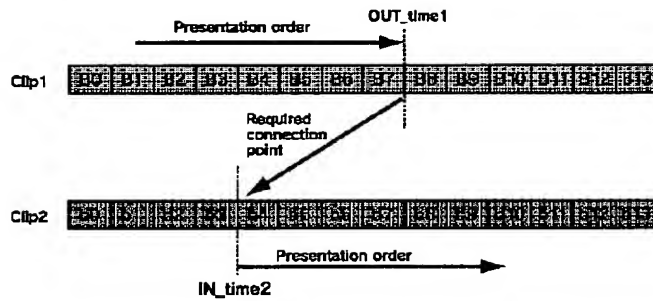 Presentation order
OUT_time1
Clip1
B0 B1 B2 B3 B4 B5 B6 B7 B8 B9 B10 B11 B12 B13
Required
connection
point
Clip2
Presentation order
IN_time2